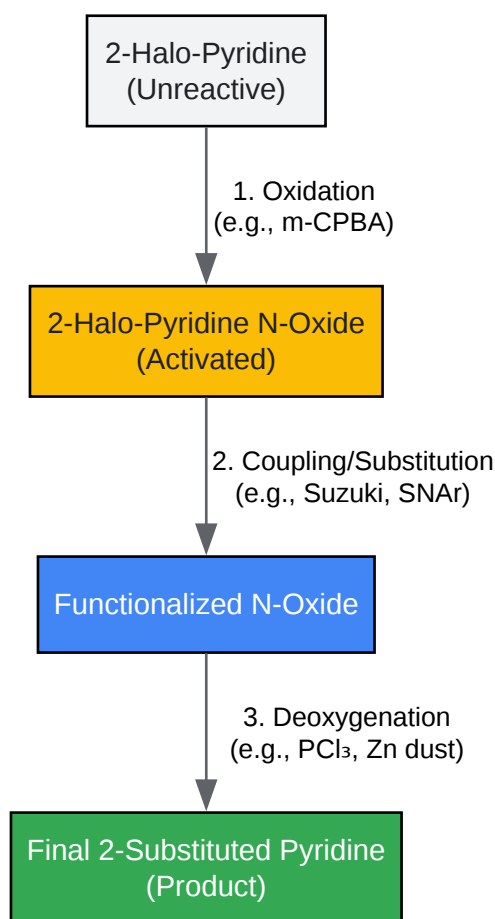 2-Halo-Pyridine
(Unreactive)
1. Oxidation
(e.g., m-CPBA)
2-Halo-Pyridine N-Oxide
(Activated)
2. Coupling/Substitution
(e.g., Suzuki, SNAr)
Functionalized N-Oxide
3. Deoxygenation
(e.g., PCl₃, Zn dust)
Final 2-Substituted Pyridine
(Product)